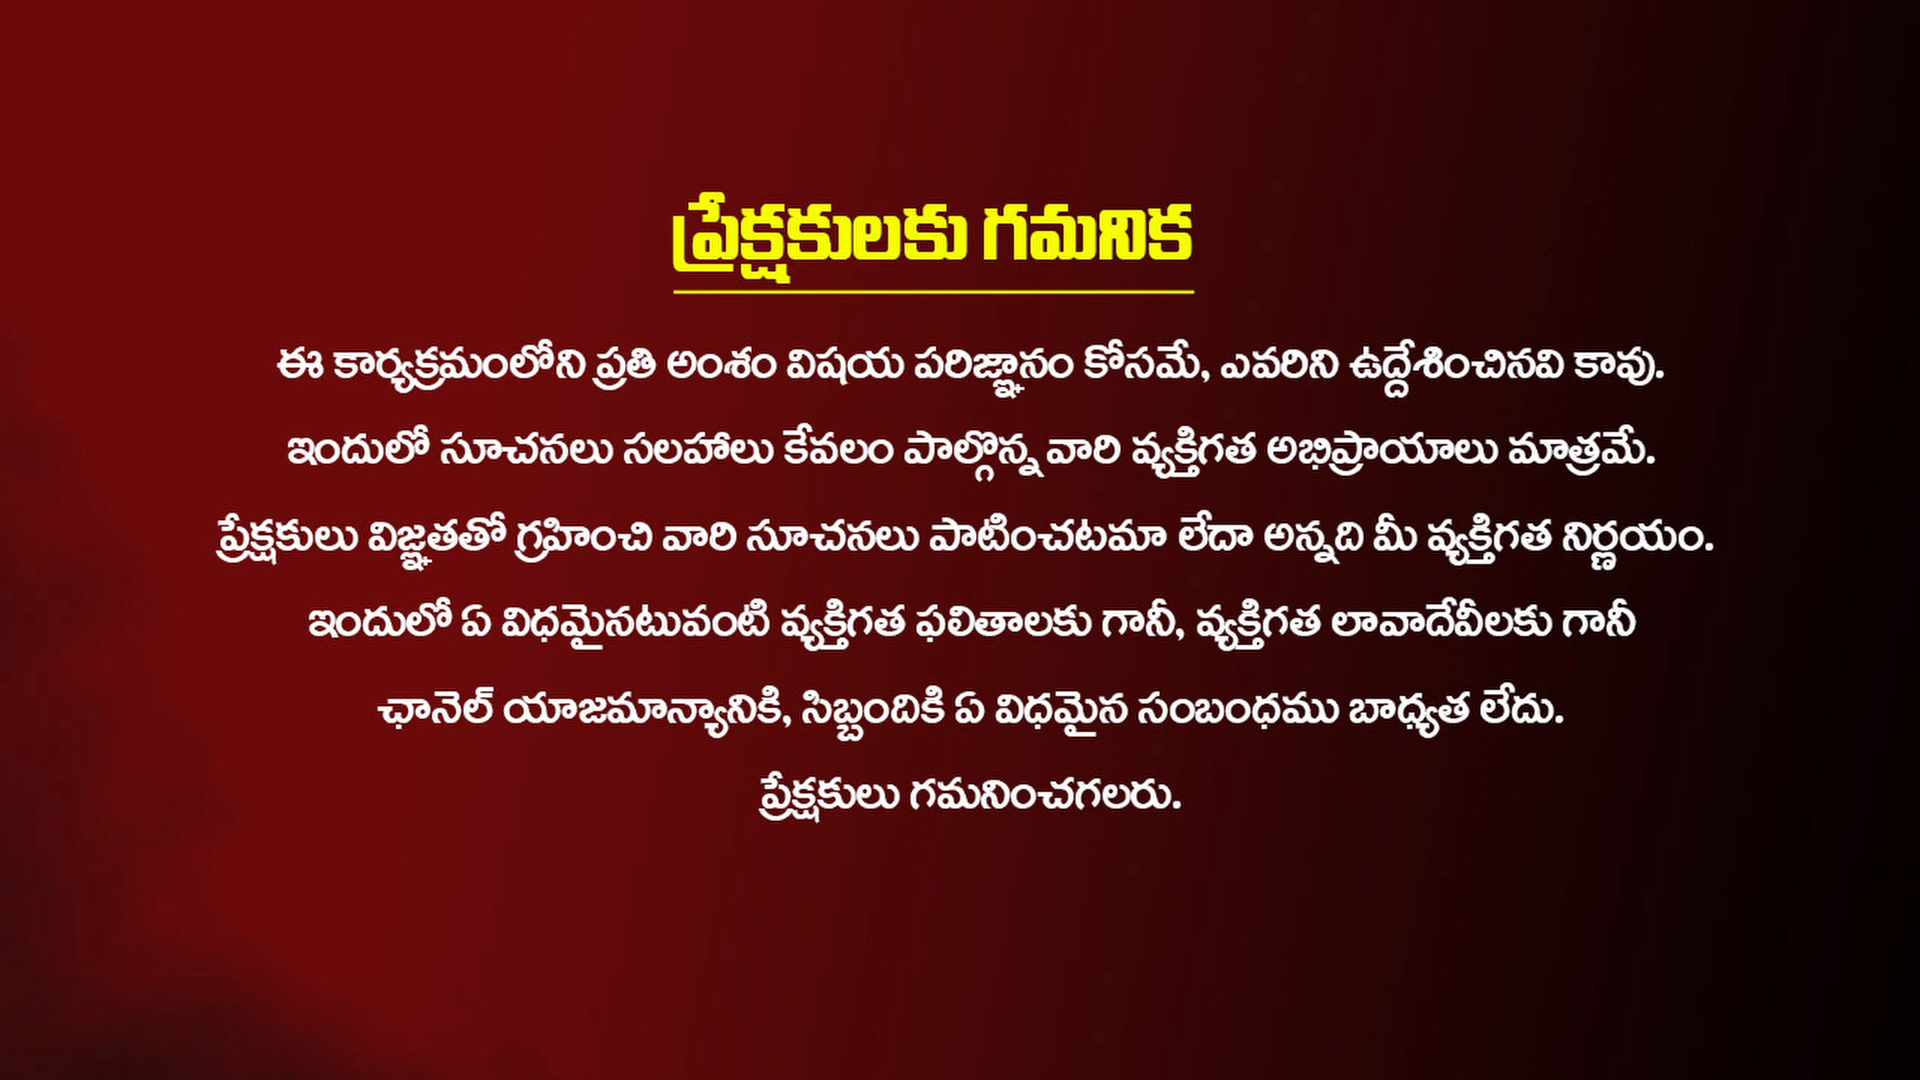 ప్రేక్షకులకు గమనిక
ఈ కార్యక్రమంలోని ప్రతి అంశం విషయ పరిజ్ఞానం కోసమే, ఎవరిని ఉద్దేశించినవి కావు.
ఇందులో సూచనలు సలహాలు కేవలం పాల్గొన్న వారి వ్యక్తిగత అభిప్రాయాలు మాత్రమే.
ప్రేక్షకులు విజ్ఞతతో గ్రహించి వారి సూచనలు పాటించటమా లేదా అన్నది మీ వ్యక్తిగత నిర్ణయం.
ఇందులో ఏ విధమైనటువంటి వ్యక్తిగత ఫలితాలకు గానీ, వ్యక్తిగత లావాదేవీలకు గానీ
ఛానెల్ యాజమాన్యానికి, సిబ్బందికి ఏ విధమైన సంబంధము బాధ్యత లేదు.
ప్రేక్షకులు గమనించగలరు.